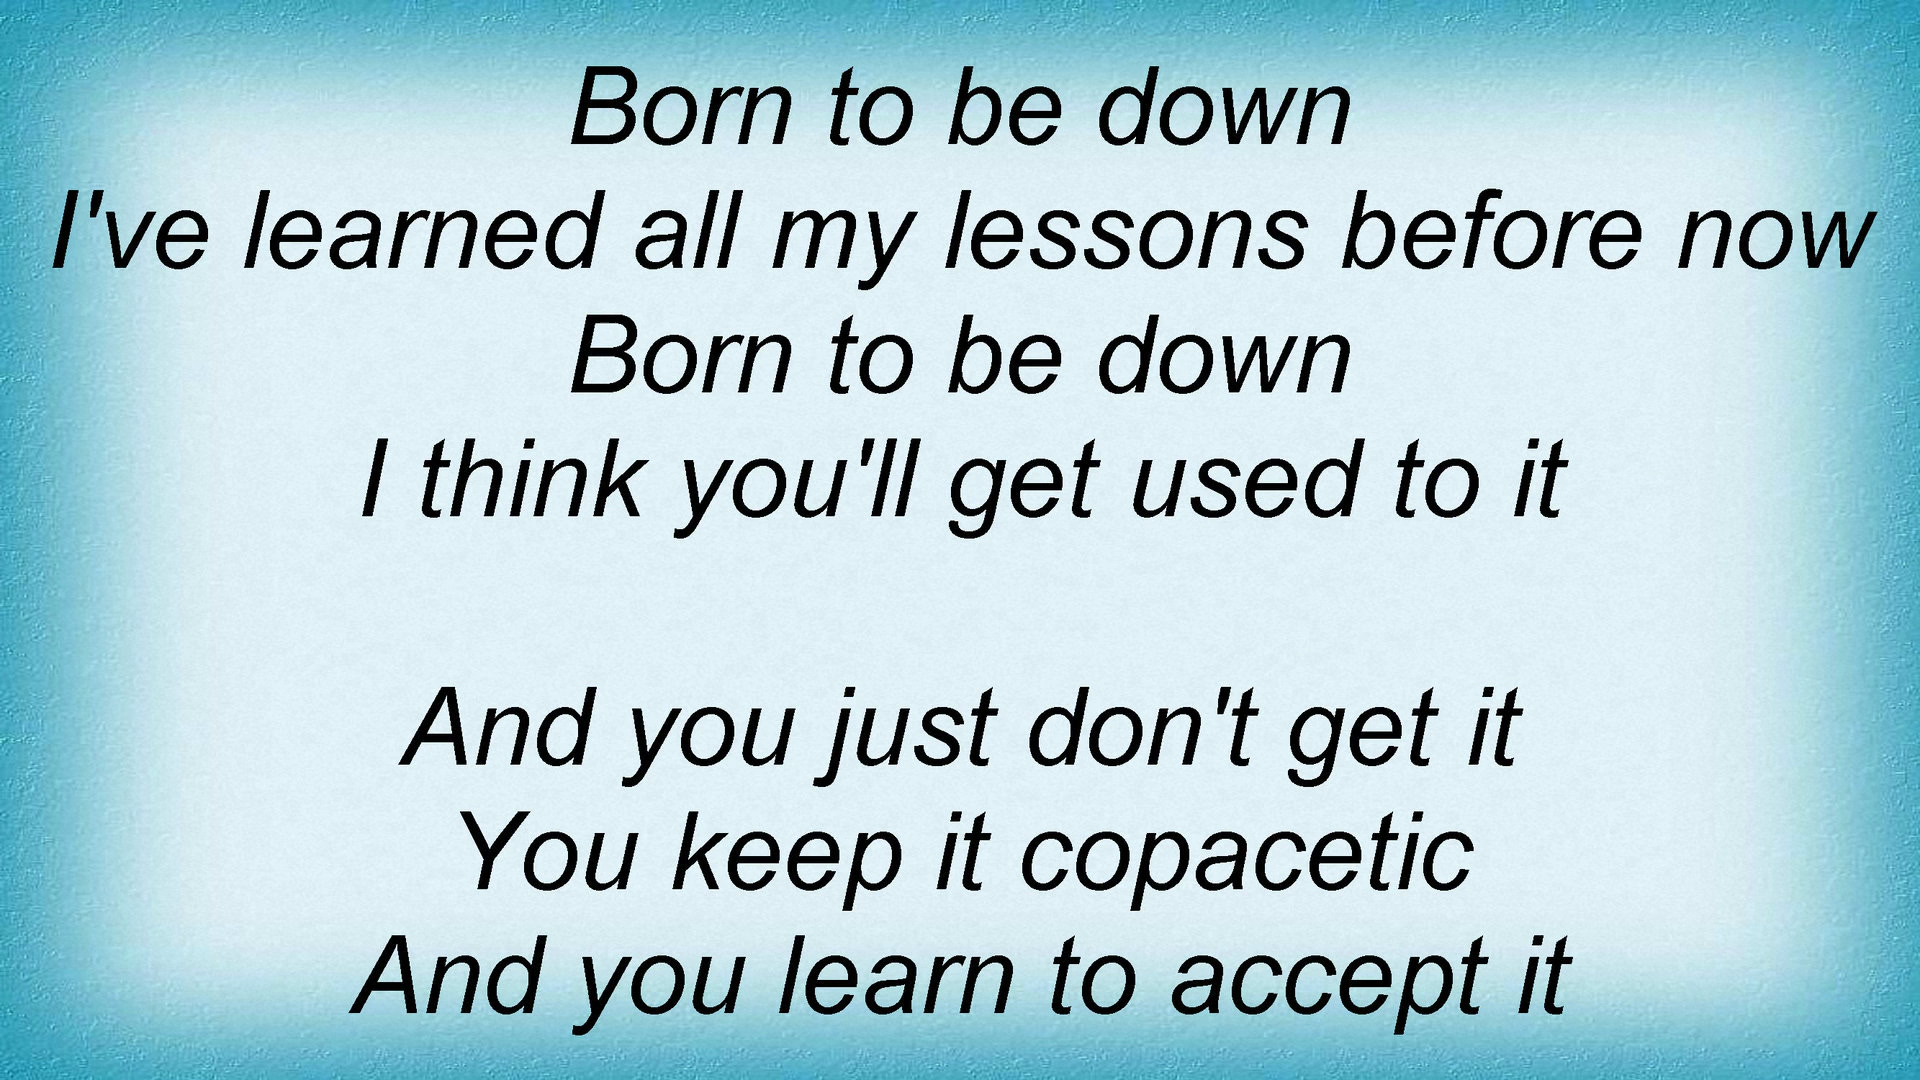 Born to be down
I've learned all my lessons before now
Born to be down
I think you'll get used to it
And you just don't get it
You keep it copacetic
And you learn to accept it